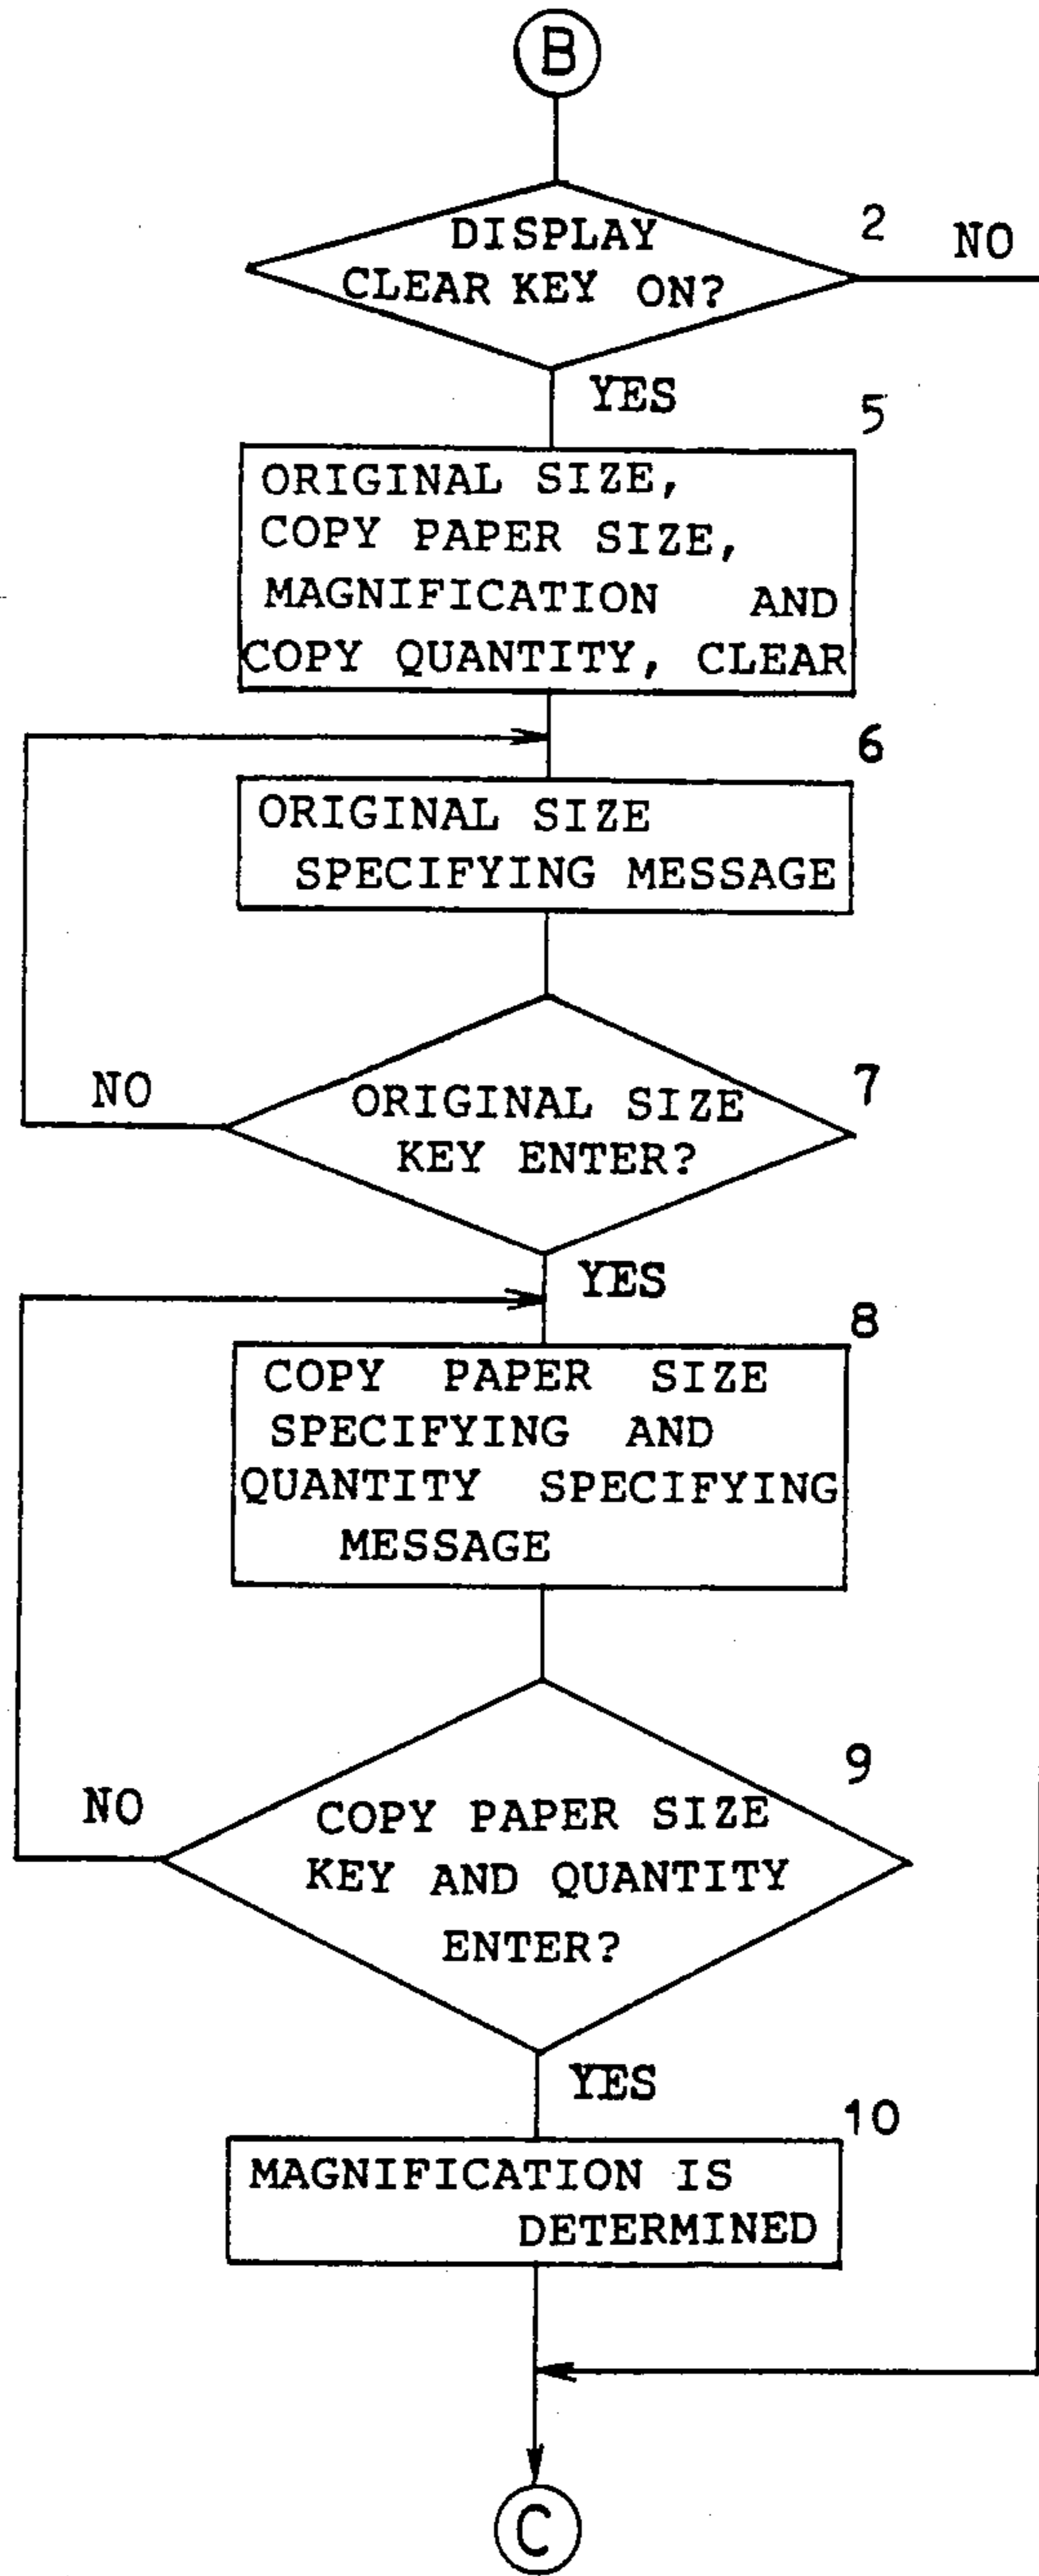 B
DISPLAY
CLEAR KEY ON?
2
NO
YES
5
ORIGINAL SIZE,
COPY PAPER SIZE,
MAGNIFICATION AND
COPY QUANTITY, CLEAR
6
ORIGINAL SIZE
SPECIFYING MESSAGE
NO
7
ORIGINAL SIZE
KEY ENTER?
YES
8
COPY PAPER SIZE
SPECIFYING AND
QUANTITY SPECIFYING
MESSAGE
9
NO
COPY PAPER SIZE
KEY AND QUANTITY
ENTER?
YES
10
MAGNIFICATION IS
DETERMINED
C